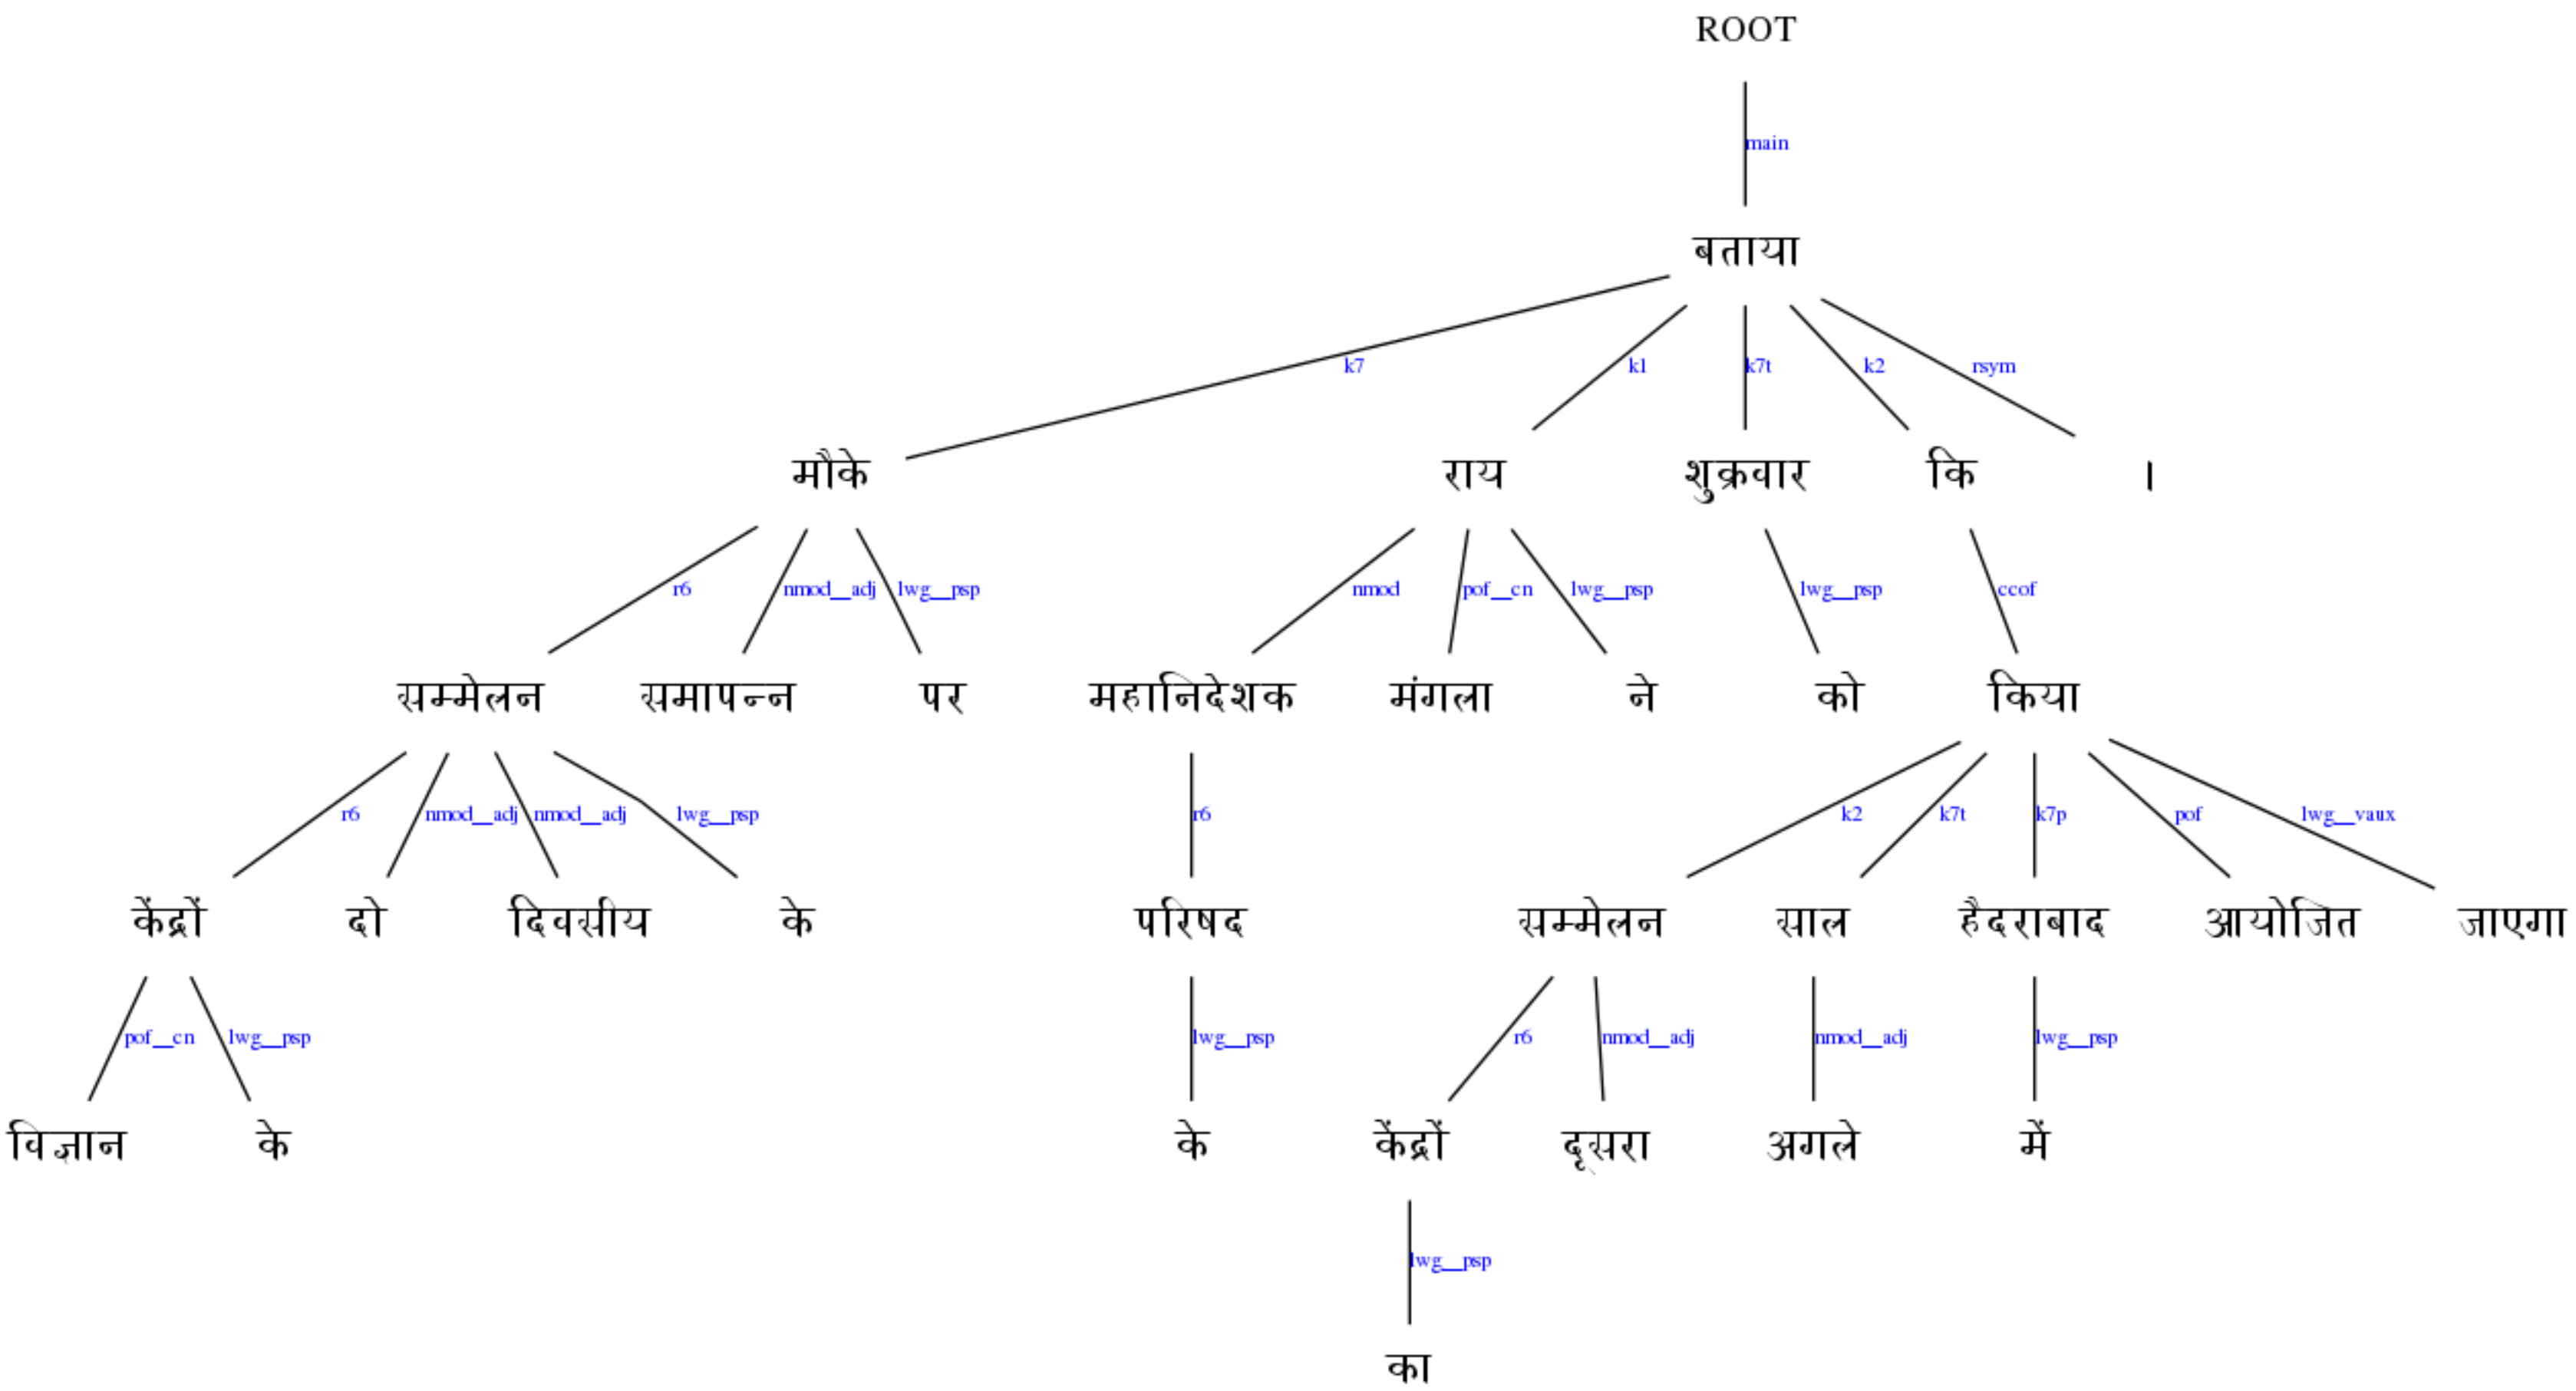 ROOT
main
बताया
k7 k1 k7t k2 rsym
मौके राय शुक्रवार कि ।
r6 nmod__adj lwg__psp nmod pof__cn lwg__psp lwg__psp ccof
सम्मेलन समापन्न पर महानिदेशक मंगला ने को किया
r6 nmod__adj nmod__adj lwg__psp r6 k2 k7t k7p pof lwg__vaux
केंद्रों दो दिवसीय के परिषद सम्मेलन साल हैदराबाद आयोजित जाएगा
pof__cn lwg__psp lwg__psp r6 nmod__adj nmod__adj lwg__psp
विज्ञान के के केंद्रों दूसरा अगले में
lwg__psp
का